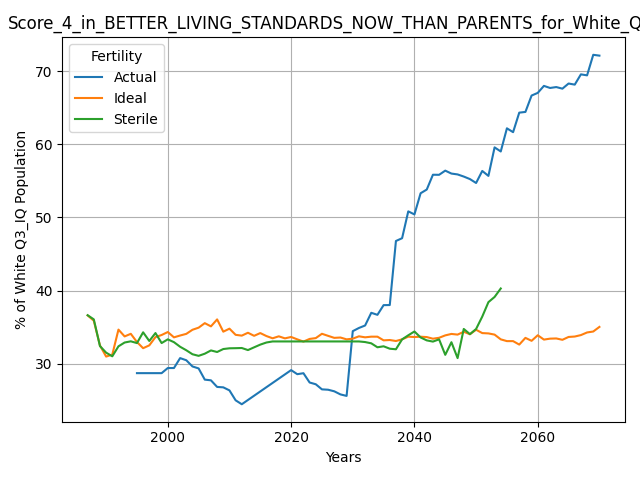 Score_4_in_BETTER_LIVING_STANDARDS_NOW_THAN_PARENTS_for_White_Q
Fertility
Actual
Ideal
Sterile
% of White Q3_IQ Population
70
60
50
40
30
2000
2020
2040
2060
Years